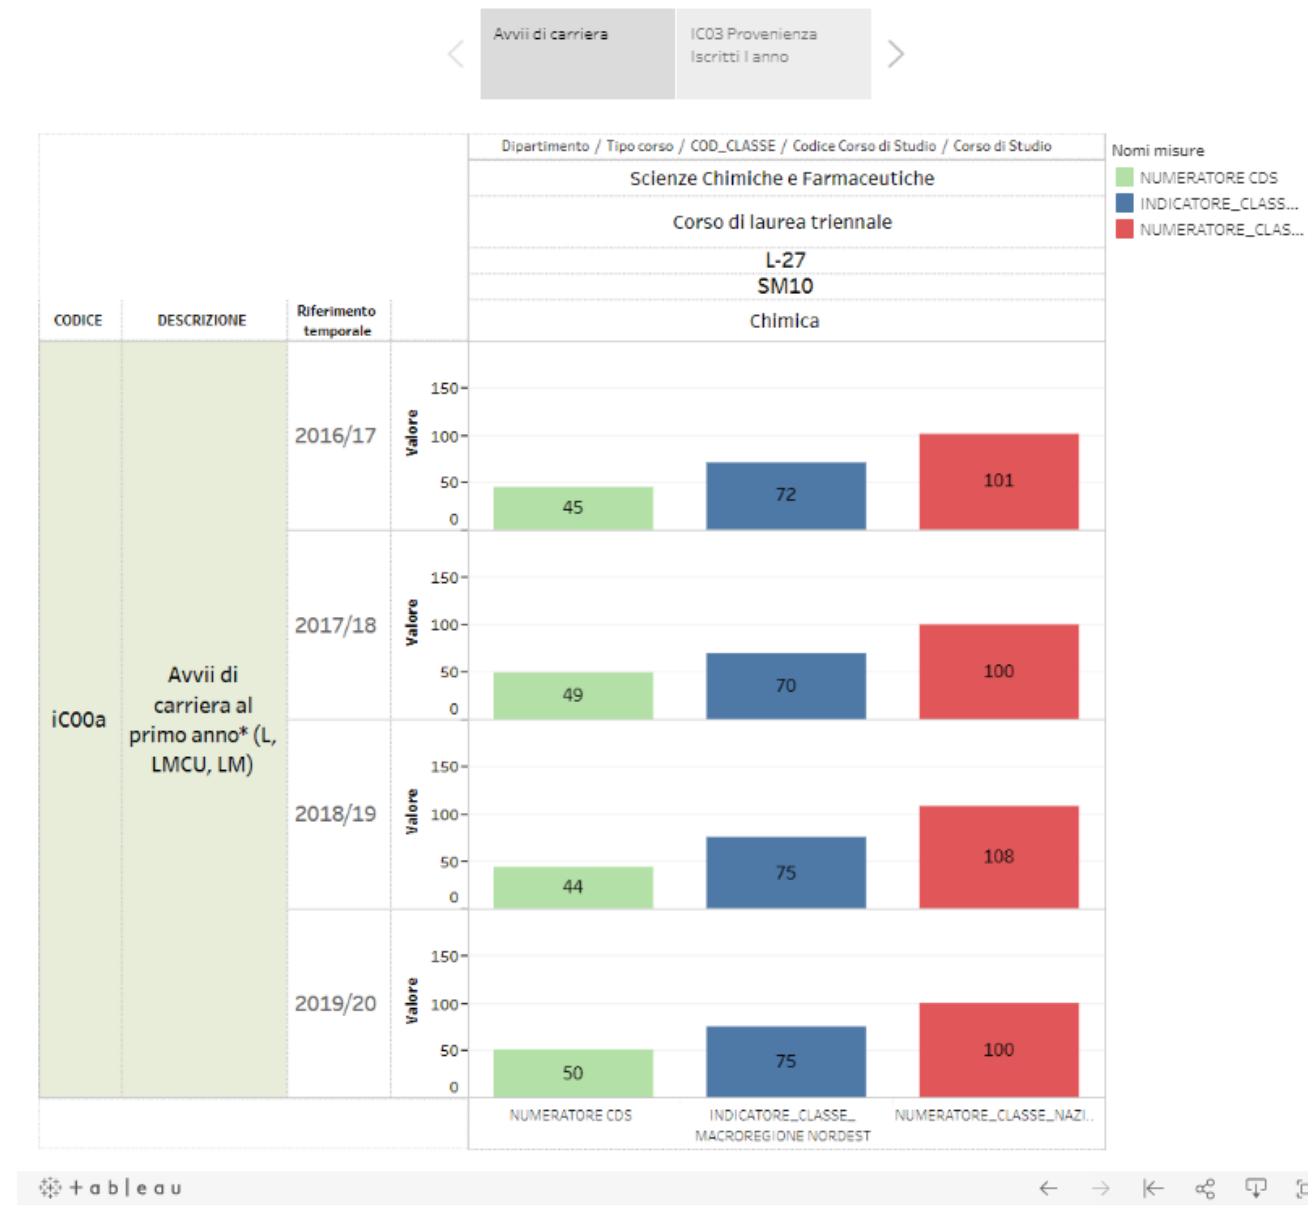 Avvii di carriera
IC03 Provenienza
Iscritti I anno
Dipartimento / Tipo corso / COD_CLASSE / Codice Corso di Studio / Corso di Studio
Scienze Chimiche e Farmaceutiche
Corso di laurea triennale
L-27
SM10
Chimica
Nomi misure
NUMERATORE CDS
INDICATORE_CLASS...
NUMERATORE_CLAS...
CODICE
DESCRIZIONE
Riferimento
temporale
iC00a
Avvii di
carriera al
primo anno* (L,
LMCU, LM)
2016/17
Valore
150
100
50
0
45
72
101
2017/18
Valore
150
100
50
0
49
70
100
2018/19
Valore
150
100
50
0
44
75
108
2019/20
Valore
150
100
50
0
50
75
100
NUMERATORE CDS
INDICATORE_CLASSE_
MACROREGIONE NORDEST
NUMERATORE_CLASSE_NAZI..
+ableau